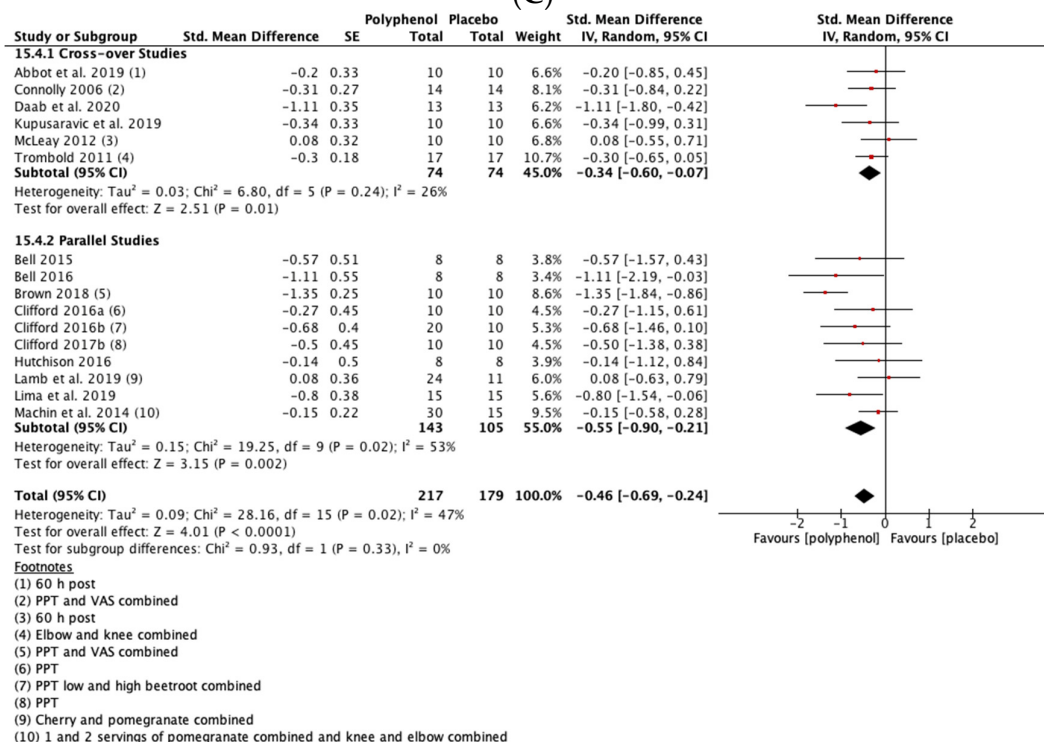 (C)
Polyphenol Placebo Std. Mean Difference Std. Mean Difference
Study or Subgroup Std. Mean Difference SE Total Total Weight IV, Random, 95% CI IV, Random, 95% CI
15.4.1 Cross-over Studies
Abbot et al. 2019 (1) −0.2 0.33 10 10 6.6% −0.20 [−0.85, 0.45]
Connolly 2006 (2) −0.31 0.27 14 14 8.1% −0.31 [−0.84, 0.22]
Daab et al. 2020 −1.11 0.35 13 13 6.2% −1.11 [−1.80, −0.42]
Kupusaravic et al. 2019 −0.34 0.33 10 10 6.6% −0.34 [−0.99, 0.31]
McLeay 2012 (3) 0.08 0.32 10 10 6.8% 0.08 [−0.55, 0.71]
Trombold 2011 (4) −0.3 0.18 17 17 10.7% −0.30 [−0.65, 0.05]
Subtotal (95% CI) 74 74 45.0% −0.34 [−0.60, −0.07]
Heterogeneity: Tau² = 0.03; Chi² = 6.80, df = 5 (P = 0.24); I² = 26%
Test for overall effect: Z = 2.51 (P = 0.01)
15.4.2 Parallel Studies
Bell 2015 −0.57 0.51 8 8 3.8% −0.57 [−1.57, 0.43]
Bell 2016 −1.11 0.55 8 8 3.4% −1.11 [−2.19, −0.03]
Brown 2018 (5) −1.35 0.25 10 10 8.6% −1.35 [−1.84, −0.86]
Clifford 2016a (6) −0.27 0.45 10 10 4.5% −0.27 [−1.15, 0.61]
Clifford 2016b (7) −0.68 0.4 20 10 5.3% −0.68 [−1.46, 0.10]
Clifford 2017b (8) −0.5 0.45 10 10 4.5% −0.50 [−1.38, 0.38]
Hutchison 2016 −0.14 0.5 8 8 3.9% −0.14 [−1.12, 0.84]
Lamb et al. 2019 (9) 0.08 0.36 24 11 6.0% 0.08 [−0.63, 0.79]
Lima et al. 2019 −0.8 0.38 15 15 5.6% −0.80 [−1.54, −0.06]
Machin et al. 2014 (10) −0.15 0.22 30 15 9.5% −0.15 [−0.58, 0.28]
Subtotal (95% CI) 143 105 55.0% −0.55 [−0.90, −0.21]
Heterogeneity: Tau² = 0.15; Chi² = 19.25, df = 9 (P = 0.02); I² = 53%
Test for overall effect: Z = 3.15 (P = 0.002)
Total (95% CI) 217 179 100.0% −0.46 [−0.69, −0.24]
Heterogeneity: Tau² = 0.09; Chi² = 28.16, df = 15 (P = 0.02); I² = 47%
Test for overall effect: Z = 4.01 (P < 0.0001)
Test for subgroup differences: Chi² = 0.93, df = 1 (P = 0.33), I² = 0%
−2 −1 0 1 2
Favours [polyphenol] Favours [placebo]
Footnotes
(1) 60 h post
(2) PPT and VAS combined
(3) 60 h post
(4) Elbow and knee combined
(5) PPT and VAS combined
(6) PPT
(7) PPT low and high beetroot combined
(8) PPT
(9) Cherry and pomegranate combined
(10) 1 and 2 servings of pomegranate combined and knee and elbow combined